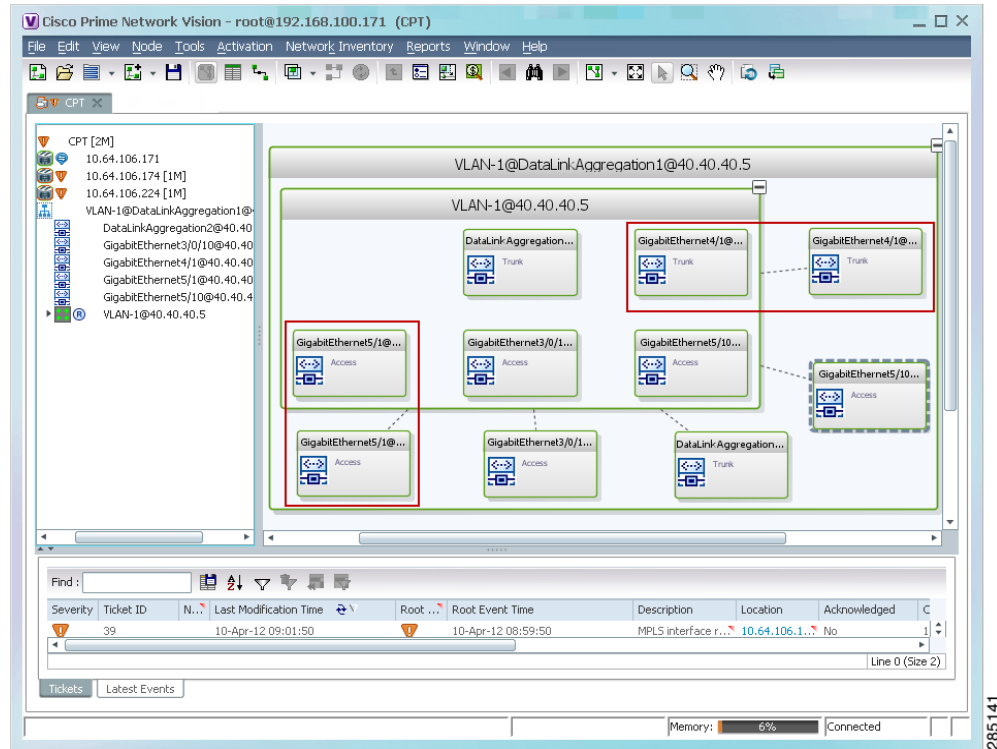 Cisco Prime Network Vision - root@192.168.100.171 (CPT)
File Edit View Node Tools Activation Network Inventory Reports Window Help
CPT
CPT [2M]
10.64.106.171
10.64.106.174 [1M]
10.64.106.224 [1M]
VLAN-1@DataLinkAggregation1@
DataLinkAggregation2@40.40
GigabitEthernet3/0/10@40.40
GigabitEthernet4/1@40.40.40
GigabitEthernet5/1@40.40.40
GigabitEthernet5/10@40.40.4
VLAN-1@40.40.40.5
VLAN-1@DataLinkAggregation1@40.40.40.5
VLAN-1@40.40.40.5
DataLinkAggregation...
Trunk
GigabitEthernet4/1@...
Trunk
GigabitEthernet4/1@...
Trunk
GigabitEthernet5/1@...
Access
GigabitEthernet3/0/1...
Access
GigabitEthernet5/10...
Access
GigabitEthernet5/10...
Access
GigabitEthernet5/1@...
Access
GigabitEthernet3/0/1...
Access
DataLinkAggregation...
Trunk
Find :
Severity Ticket ID N... Last Modification Time Root ... Root Event Time Description Location Acknowledged C
39 10-Apr-12 09:01:50 10-Apr-12 08:59:50 MPLS interface r... 10.64.106.1... No 1
Line 0 (Size 2)
Tickets Latest Events
Memory: 6% Connected
285141